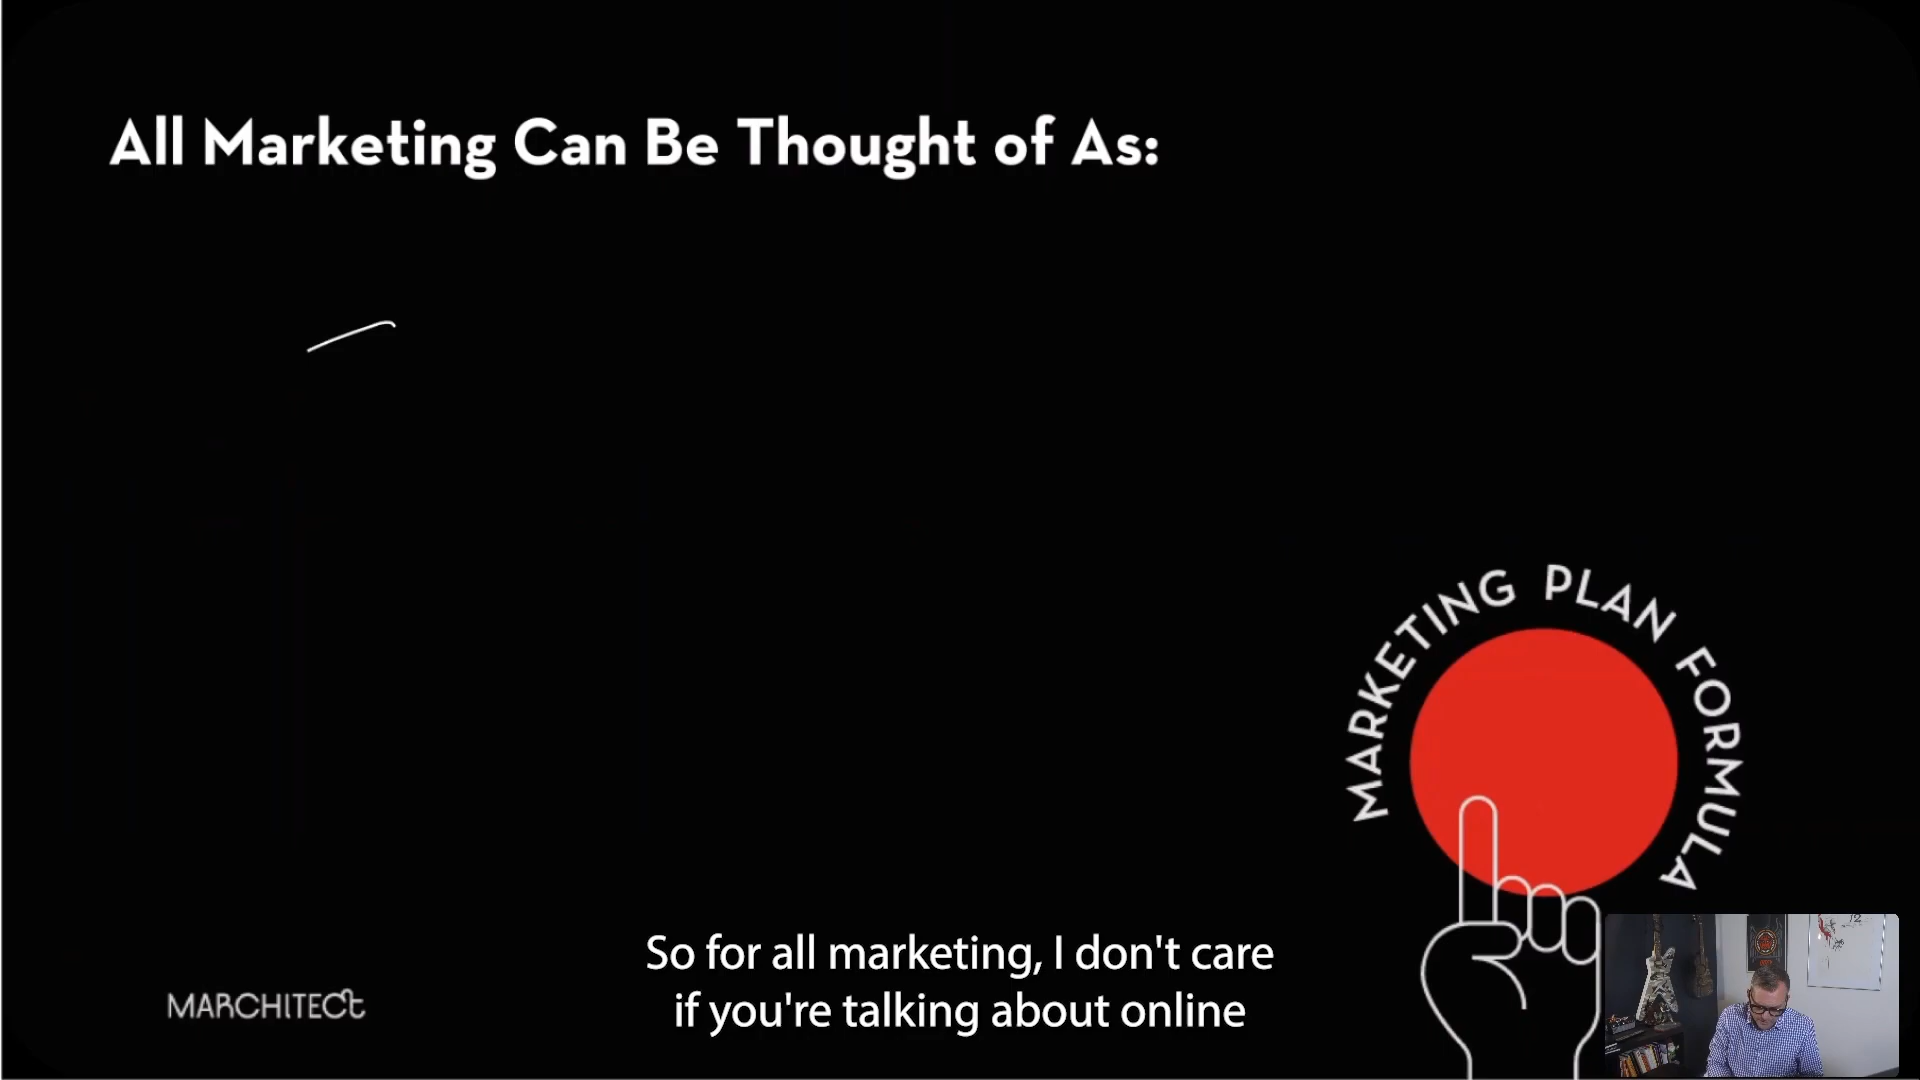 All Marketing Can Be Thought of As:
MARKETING PLAN FORMULA
So for all marketing, I don't care
if you're talking about online
MARCHITECt